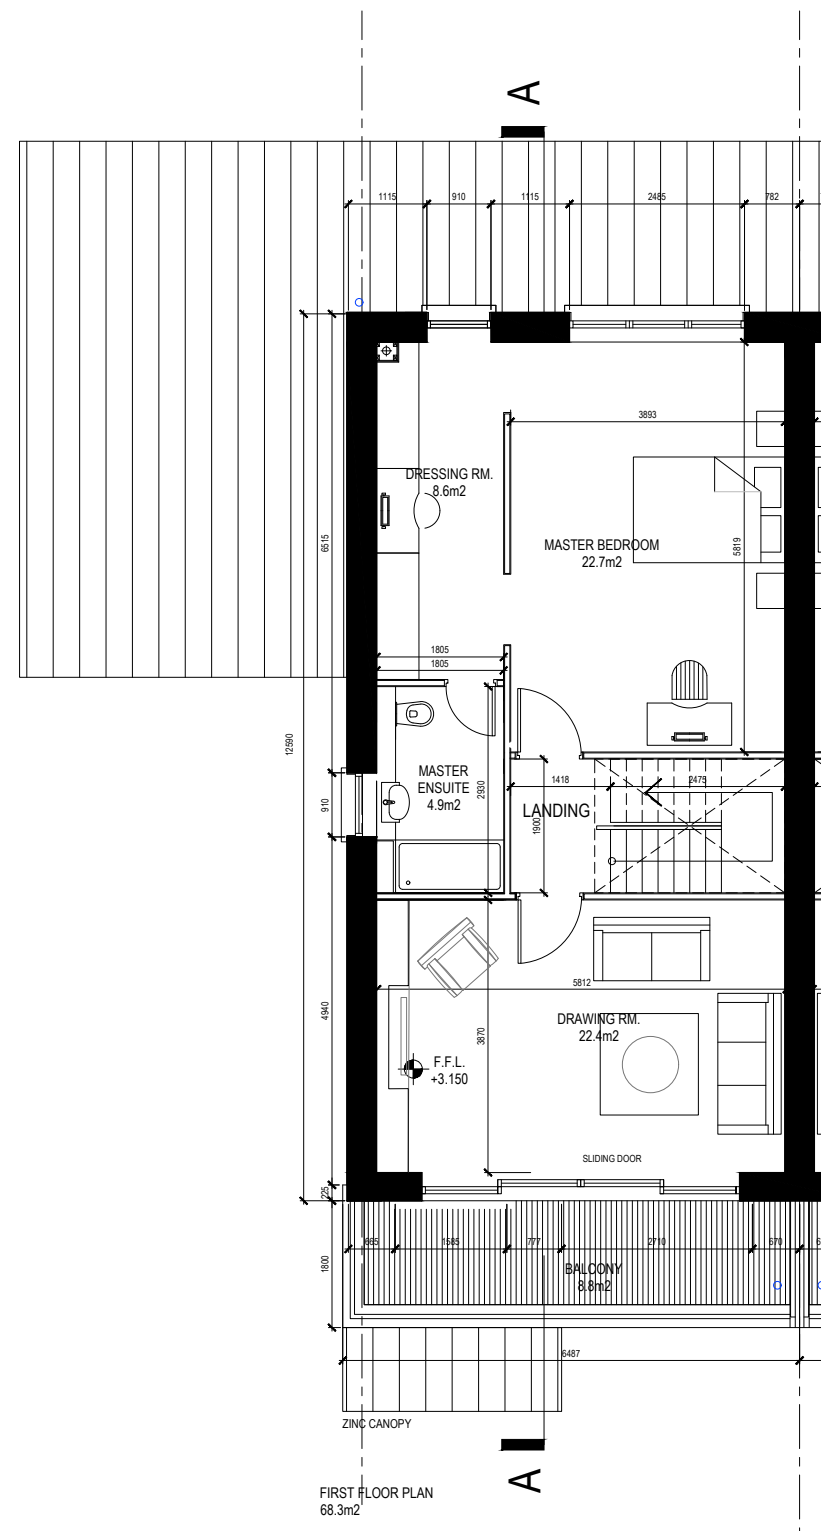 A
1115
910
1115
2485
782
3893
DRESSING RM.
8.6m2
6515
5819
MASTER BEDROOM
22.7m2
1805
1805
12590
MASTER
ENSUITE
4.9m2
2930
910
1418
2475
LANDING
1900
5812
4940
3870
DRAWING RM.
22.4m2
F.F.L.
+3.150
SLIDING DOOR
225
665
1585
777
2710
670
1800
BALCONY
8.8m2
6487
ZINC CANOPY
A
FIRST FLOOR PLAN
68.3m2